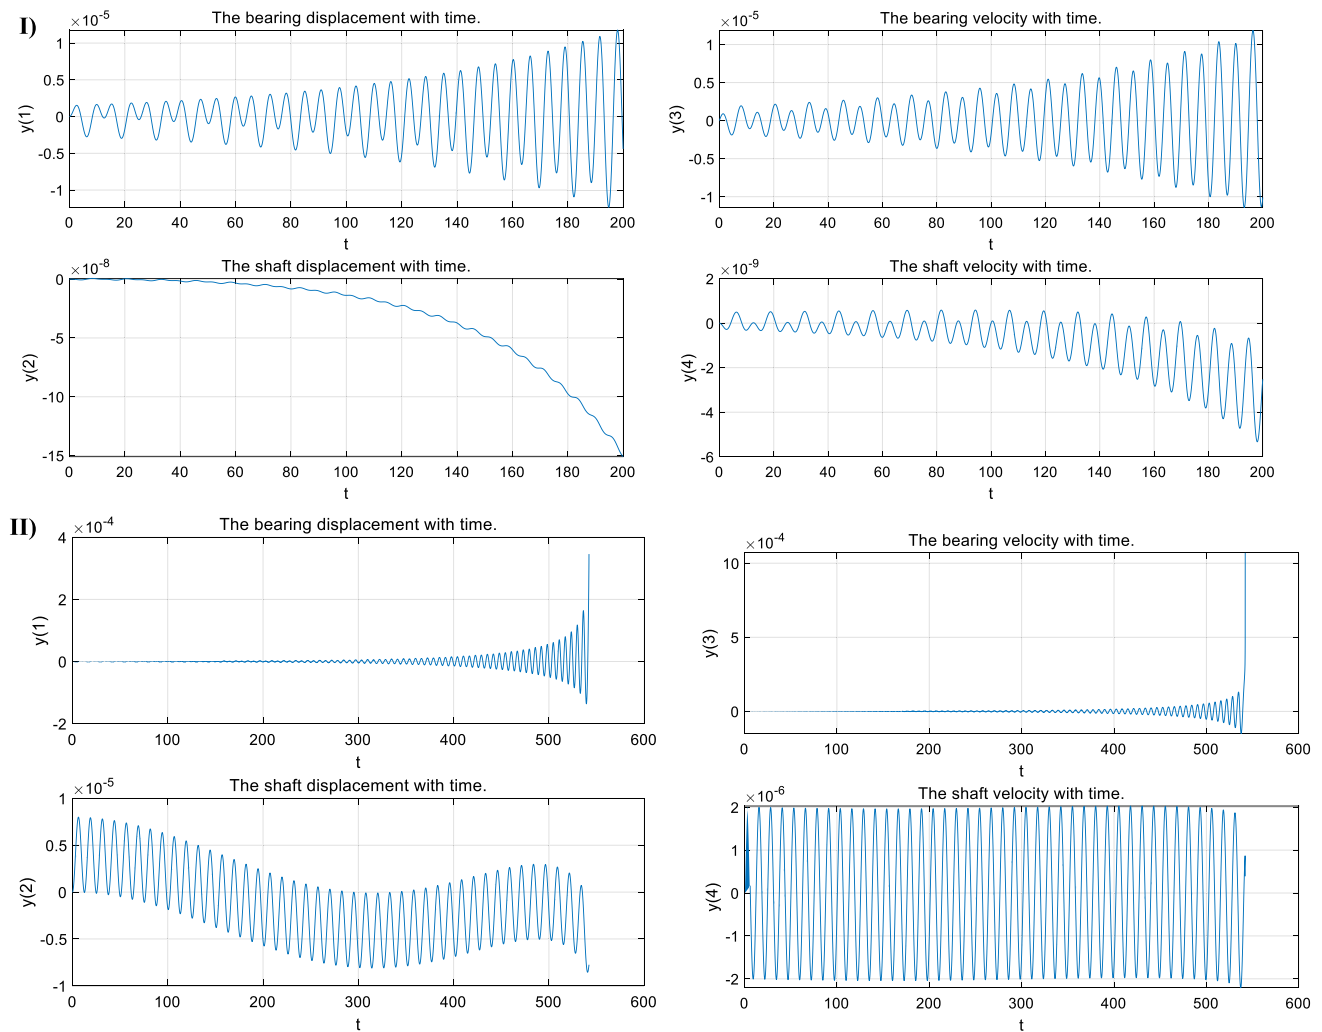 I)
The bearing displacement with time.
×10-5
y(1)
1
0.5
0
-0.5
-1
0 20 40 60 80 100 120 140 160 180 200
t
The bearing velocity with time.
×10-5
y(3)
1
0.5
0
-0.5
-1
0 20 40 60 80 100 120 140 160 180 200
t
The shaft displacement with time.
×10-8
y(2)
0
-5
-10
-15
0 20 40 60 80 100 120 140 160 180 200
t
The shaft velocity with time.
×10-9
y(4)
2
0
-2
-4
-6
0 20 40 60 80 100 120 140 160 180 200
t
II)
The bearing displacement with time.
×10-4
y(1)
4
2
0
-2
0 100 200 300 400 500 600
t
The bearing velocity with time.
×10-4
y(3)
10
5
0
0 100 200 300 400 500 600
t
The shaft displacement with time.
×10-5
y(2)
1
0.5
0
-0.5
-1
0 100 200 300 400 500 600
t
The shaft velocity with time.
×10-6
y(4)
2
1
0
-1
-2
0 100 200 300 400 500 600
t